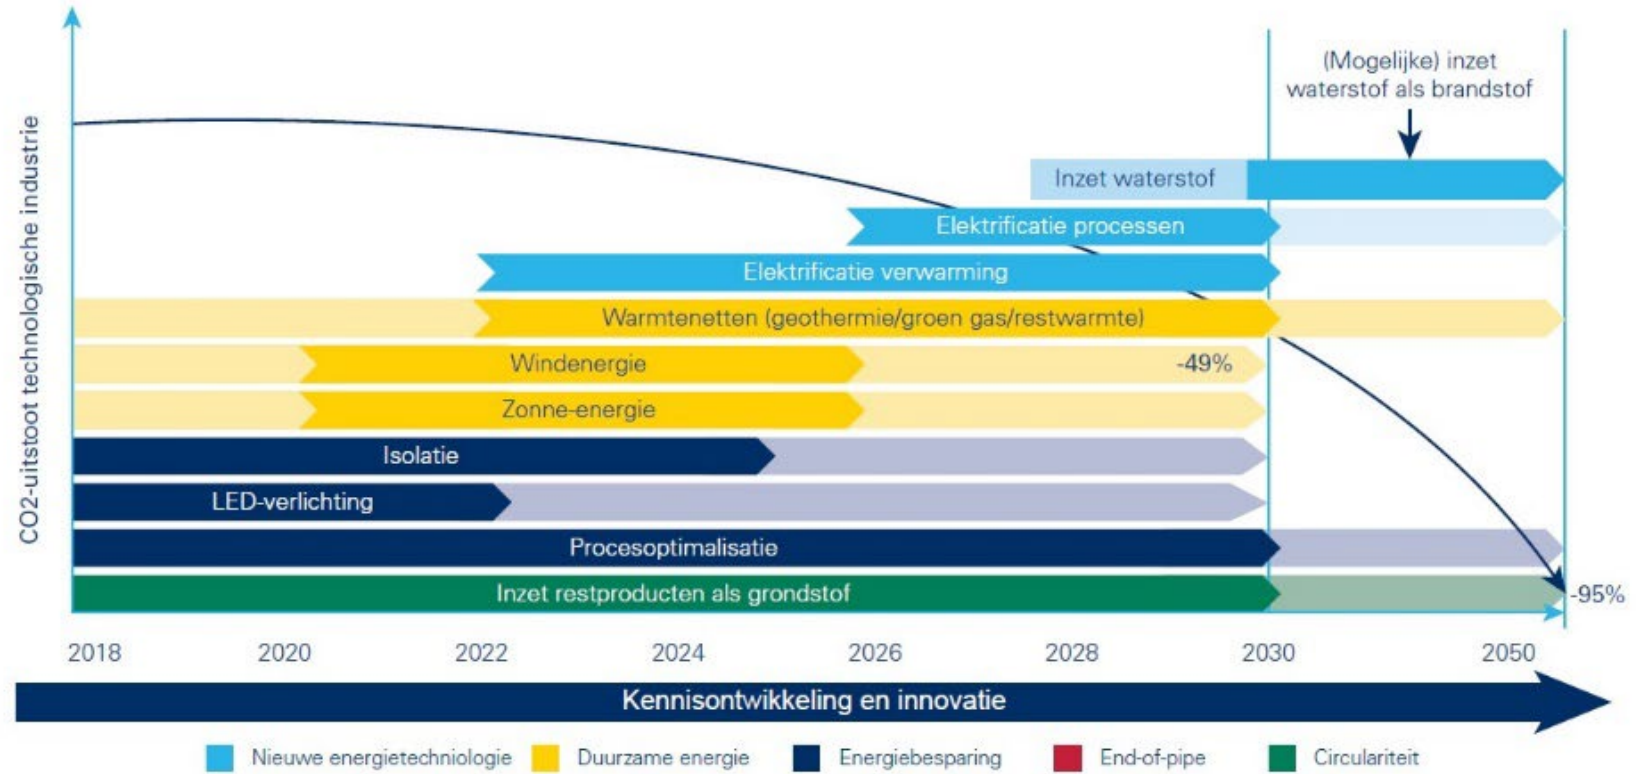 CO2-uitstoot technologische industrie
(Mogelijke) inzet
waterstof als brandstof
Inzet waterstof
Elektrificatie processen
Elektrificatie verwarming
Warmtenetten (geothermie/groen gas/restwarmte)
Windenergie
-49%
Zonne-energie
Isolatie
LED-verlichting
Procesoptimalisatie
Inzet restproducten als grondstof
-95%
2018 2020 2022 2024 2026 2028 2030 2050
Kennisontwikkeling en innovatie
Nieuwe energietechniologie Duurzame energie Energiebesparing End-of-pipe Circulariteit